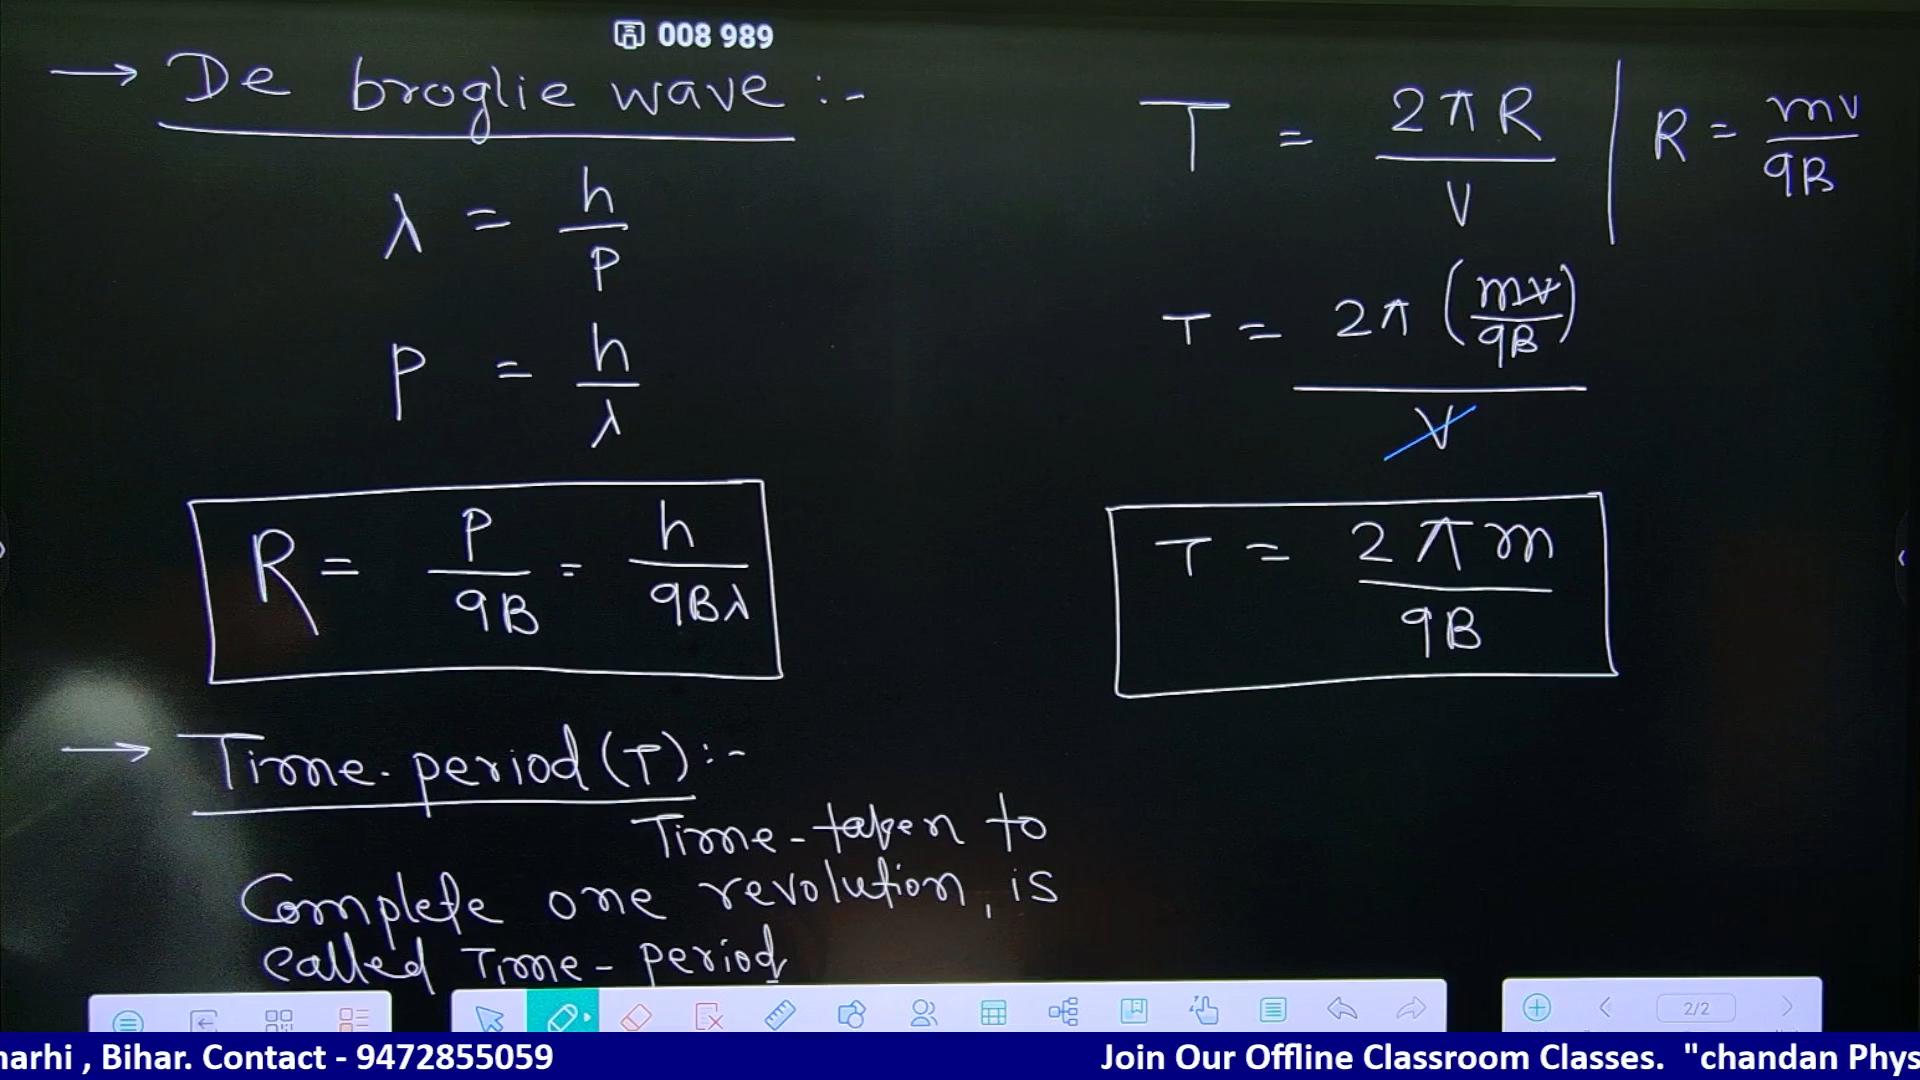 008 989
→ De broglie wave :-
λ = h/P
P = h/λ
R = P/qB = h/qBλ
→ Time-period (T) :-
Time-taken to
Complete one revolution, is
called Time-period
T = 2πR/V | R = mv/qB
T = 2π(mv/qB)/V
T = 2πm/qB
2/2
narhi , Bihar. Contact - 9472855059
Join Our Offline Classroom Classes. "chandan Phys